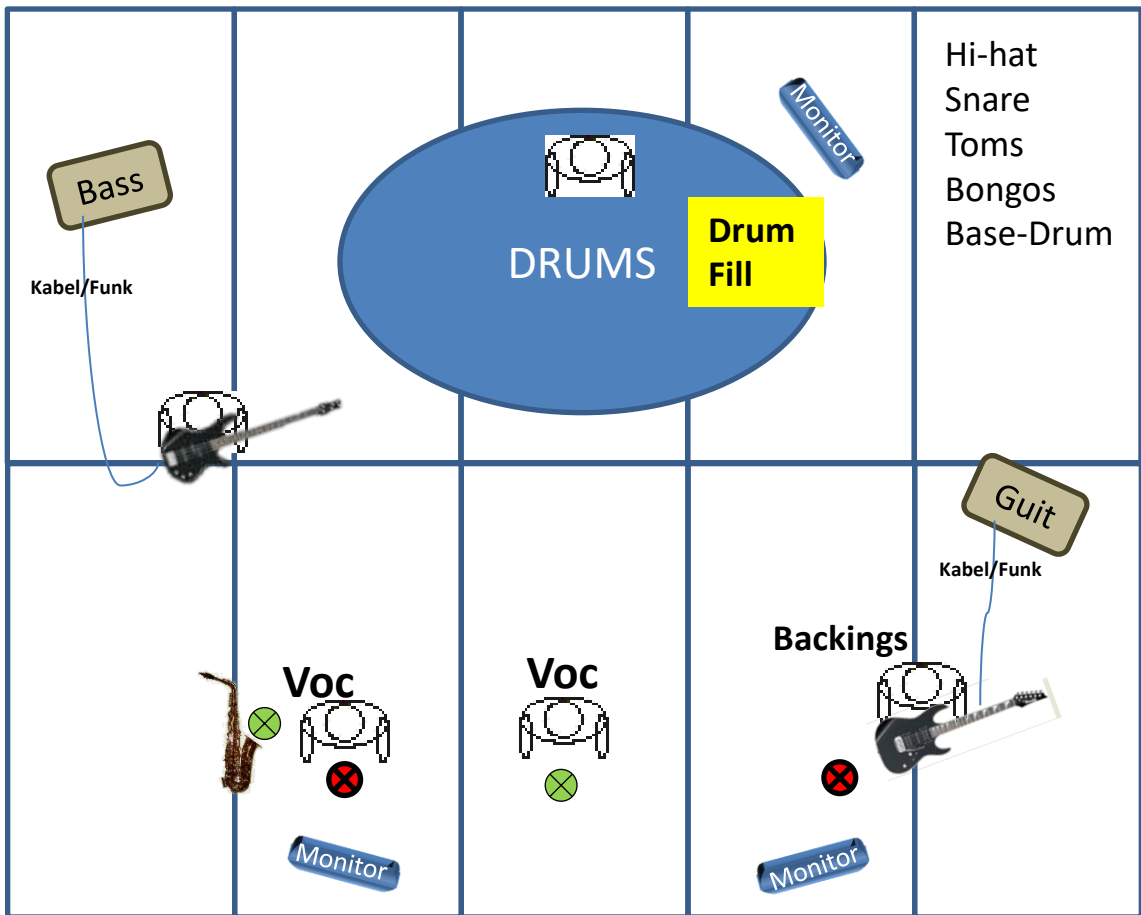 Hi-hat
Snare
Toms
Bongos
Base-Drum
Monitor
Bass
Kabel/Funk
DRUMS
Drum
Fill
Guit
Kabel/Funk
Backings
Voc
Voc
Monitor
Monitor